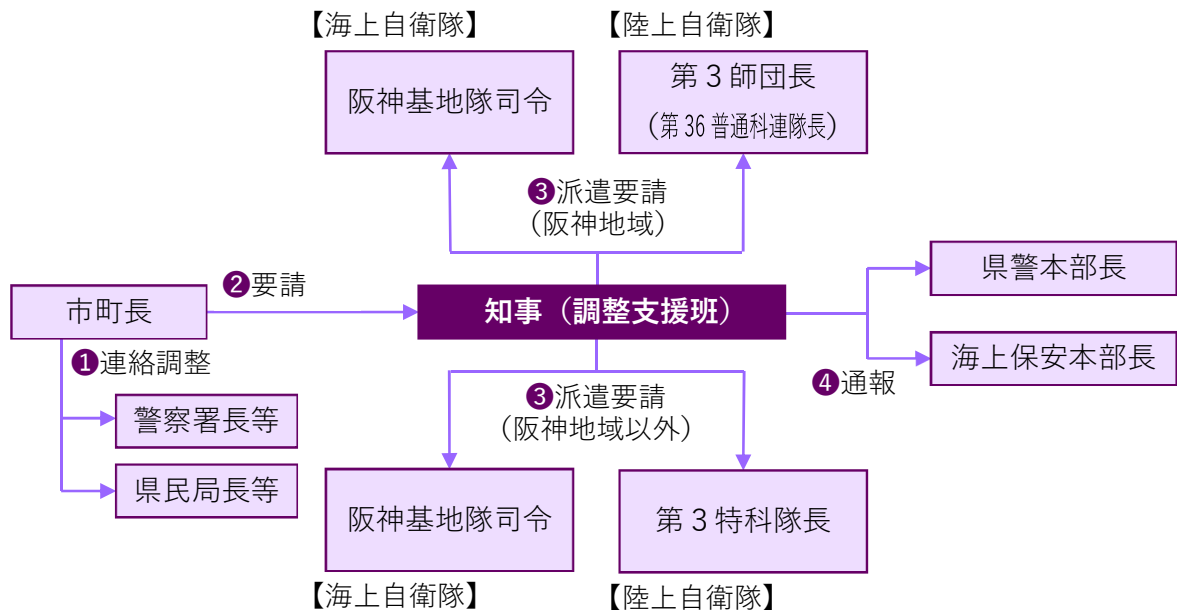 【海上自衛隊】
【陸上自衛隊】
阪神基地隊司令
第3師団長
(第36普通科連隊長)
❸派遣要請
(阪神地域)
県警本部長
❷要請
市町長
知事(調整支援班)
❶連絡調整
海上保安本部長
❹通報
❸派遣要請
(阪神地域以外)
警察署長等
県民局長等
阪神基地隊司令
第3特科隊長
【海上自衛隊】
【陸上自衛隊】